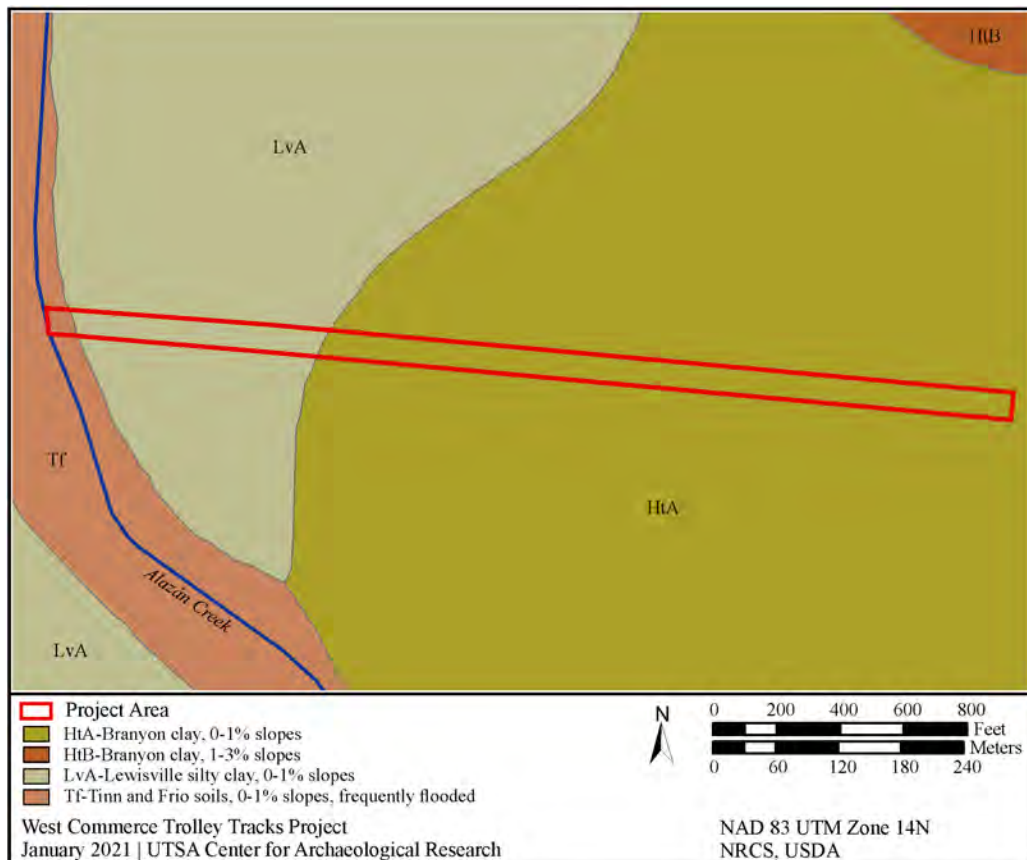 HtB
LvA
Tf
HtA
Alazán Creek
LvA
Project Area
HtA-Branyon clay, 0-1% slopes
HtB-Branyon clay, 1-3% slopes
LvA-Lewisville silty clay, 0-1% slopes
Tf-Tinn and Frio soils, 0-1% slopes, frequently flooded
N
0 200 400 600 800
Feet
Meters
0 60 120 180 240
West Commerce Trolley Tracks Project
January 2021 | UTSA Center for Archaeological Research
NAD 83 UTM Zone 14N
NRCS, USDA